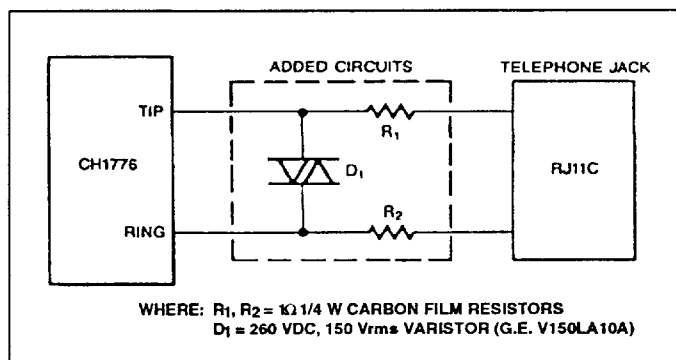 ADDED CIRCUITS
TELEPHONE JACK
TIP
R1
CH1776
D1
RJ11C
R2
RING
WHERE: R1, R2 = 1Ω 1/4 W CARBON FILM RESISTORS
D1 = 260 VDC, 150 Vrms VARISTOR (G.E. V150LA10A)